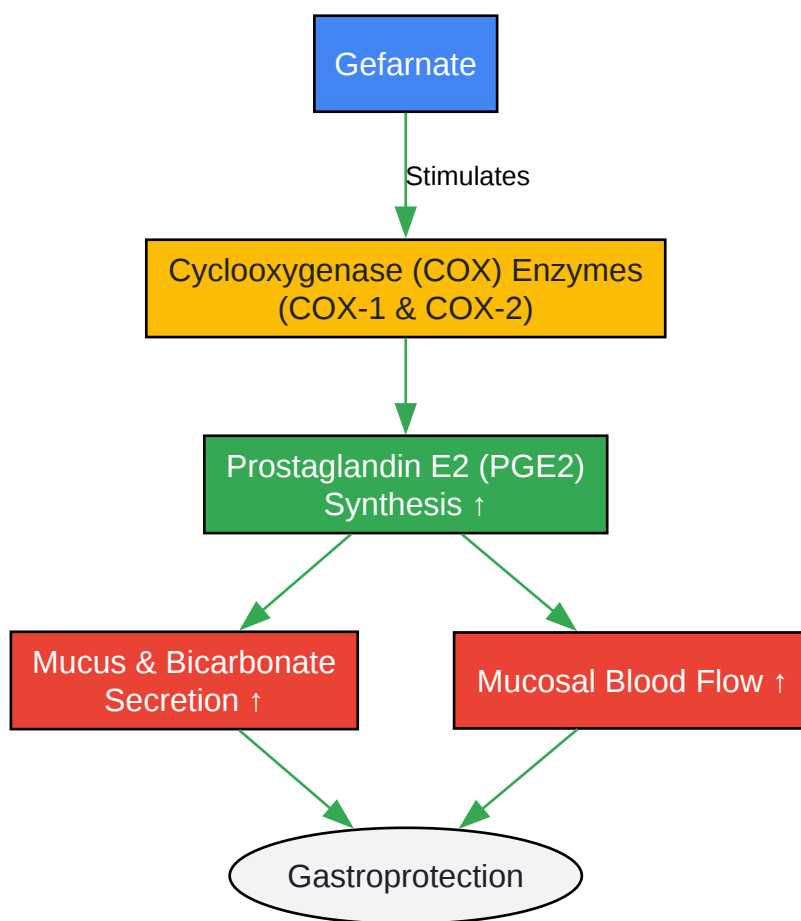 Gefarnate
Stimulates
Cyclooxygenase (COX) Enzymes
(COX-1 & COX-2)
Prostaglandin E2 (PGE2)
Synthesis ↑
Mucus & Bicarbonate
Secretion ↑
Mucosal Blood Flow ↑
Gastroprotection